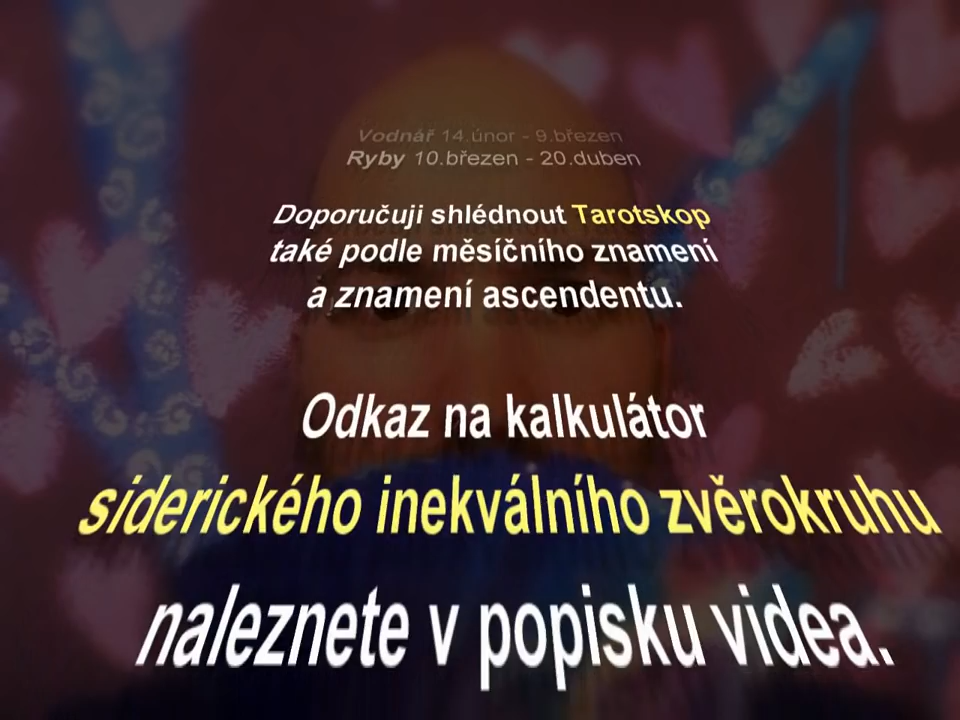 Vodnář 14.únor - 9.březen
Ryby 10.březen - 20.duben
Doporučuji shlédnout Tarotskop
také podle měsíčního znamení
a znamení ascendentu.
Odkaz na kalkulátor
siderického inekválního zvěrokruhu
naleznete v popisku videa.